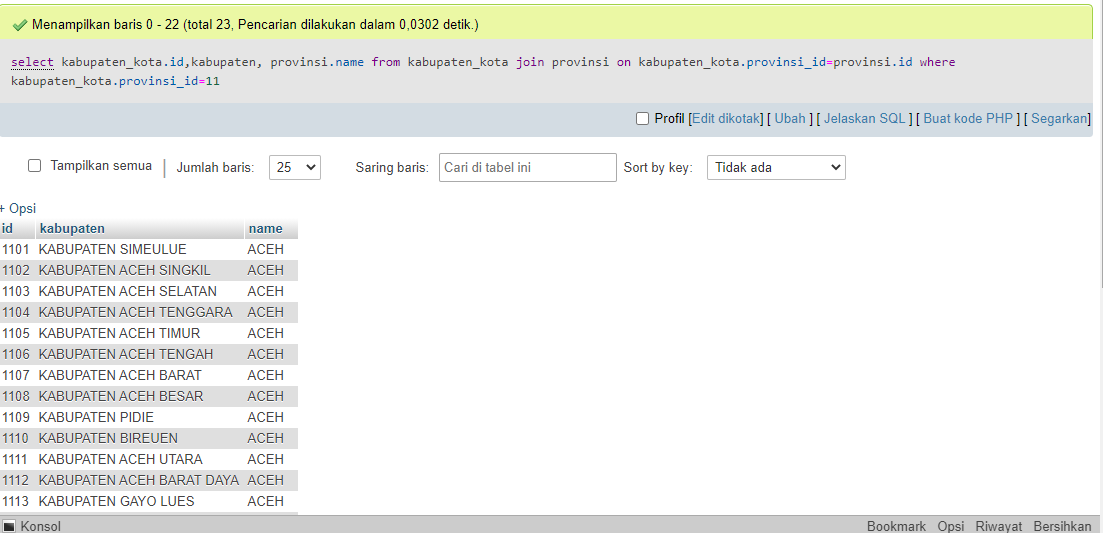 Menampilkan baris 0 - 22 (total 23, Pencarian dilakukan dalam 0,0302 detik.)
select kabupaten_kota.id,kabupaten, provinsi.name from kabupaten_kota join provinsi on kabupaten_kota.provinsi_id=provinsi.id where
kabupaten_kota.provinsi_id=11
Profil [Edit dikotak] [ Ubah ] [ Jelaskan SQL ] [ Buat kode PHP ] [ Segarkan]
Tampilkan semua | Jumlah baris: 25 Saring baris: Cari di tabel ini Sort by key: Tidak ada
+ Opsi
id kabupaten name
1101 KABUPATEN SIMEULUE ACEH
1102 KABUPATEN ACEH SINGKIL ACEH
1103 KABUPATEN ACEH SELATAN ACEH
1104 KABUPATEN ACEH TENGGARA ACEH
1105 KABUPATEN ACEH TIMUR ACEH
1106 KABUPATEN ACEH TENGAH ACEH
1107 KABUPATEN ACEH BARAT ACEH
1108 KABUPATEN ACEH BESAR ACEH
1109 KABUPATEN PIDIE ACEH
1110 KABUPATEN BIREUEN ACEH
1111 KABUPATEN ACEH UTARA ACEH
1112 KABUPATEN ACEH BARAT DAYA ACEH
1113 KABUPATEN GAYO LUES ACEH
Konsol Bookmark Opsi Riwayat Bersihkan